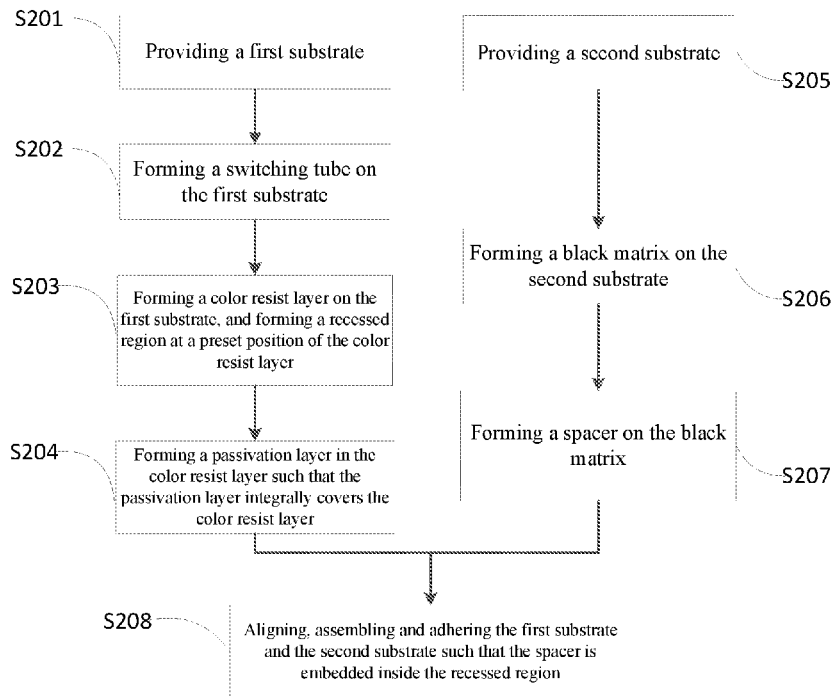 S201
Providing a first substrate
S202
Forming a switching tube on
the first substrate
S203
Forming a color resist layer on the
first substrate, and forming a recessed
region at a preset position of the color
resist layer
S204
Forming a passivation layer in the
color resist layer such that the
passivation layer integrally covers the
color resist layer
Providing a second substrate
S205
Forming a black matrix on the
second substrate
S206
Forming a spacer on the black
matrix
S207
S208
Aligning, assembling and adhering the first substrate
and the second substrate such that the spacer is
embedded inside the recessed region